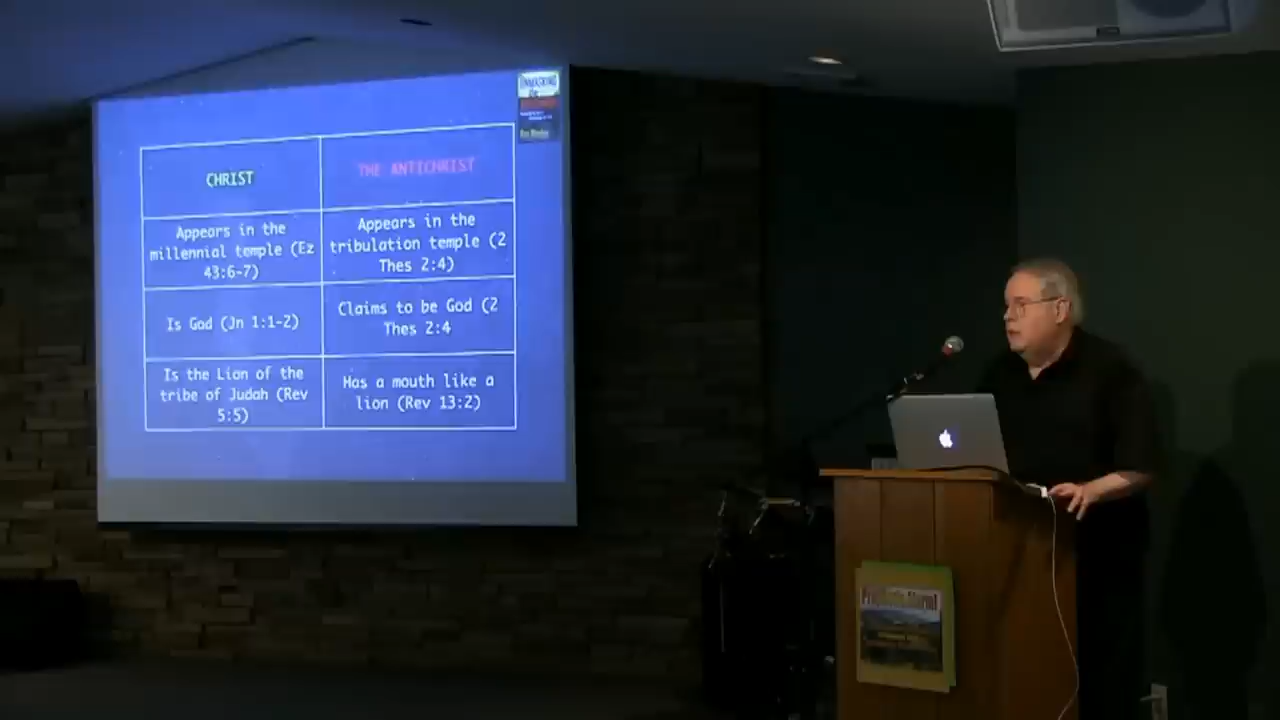 UNMASKING
the
CHRIST
THE ANTICHRIST
Appears in the
millennial temple (Ez
43:6-7)
Appears in the
tribulation temple (2
Thes 2:4)
Is God (Jn 1:1-2)
Claims to be God (2
Thes 2:4
Is the Lion of the
tribe of Judah (Rev
5:5)
Has a mouth like a
lion (Rev 13:2)